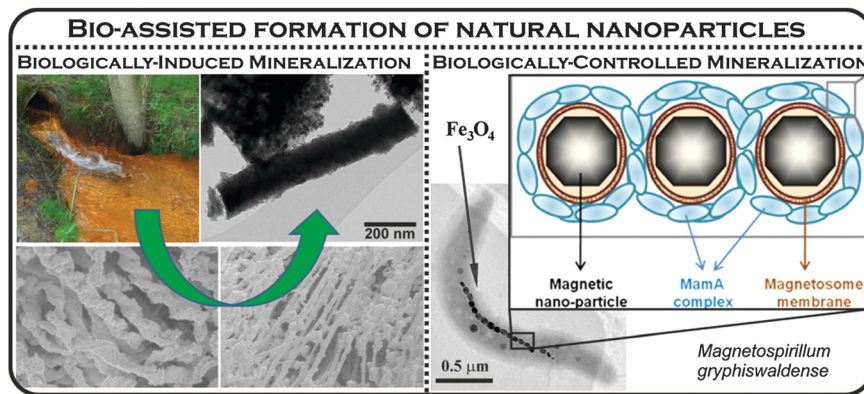 BIO-ASSISTED FORMATION OF NATURAL NANOPARTICLES
BIOLOGICALLY-INDUCED MINERALIZATION
200 nm
BIOLOGICALLY-CONTROLLED MINERALIZATION
Fe₃O₄
Magnetic
nano-particle
MamA
complex
Magnetosome
membrane
0.5 µm
Magnetospirillum
gryphiswaldense